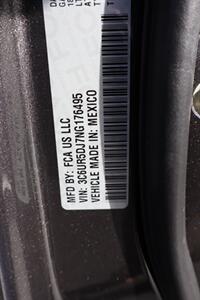 MFD BY: FCA US LLC
VIN: 3C6UR5DJ7NG176495
VEHICLE MADE IN: MEXICO